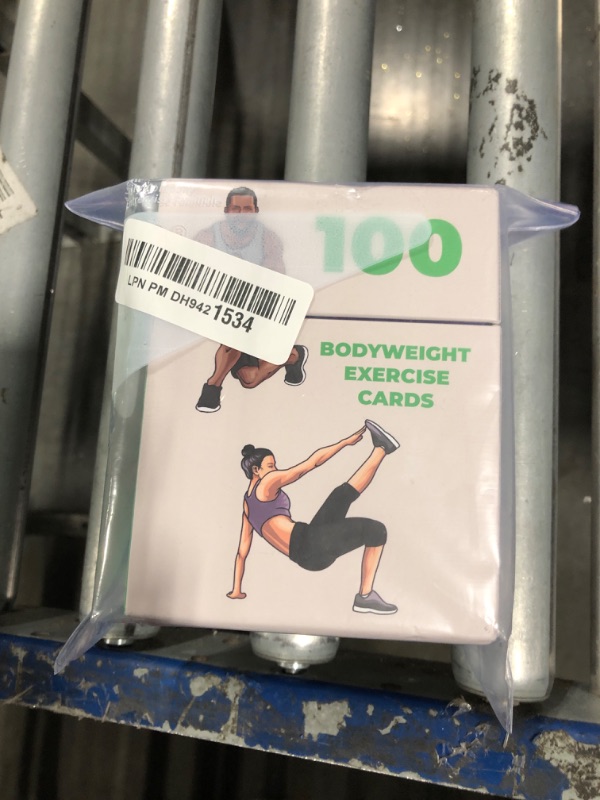 100
LPN PM DH9421534
BODYWEIGHT
EXERCISE
CARDS